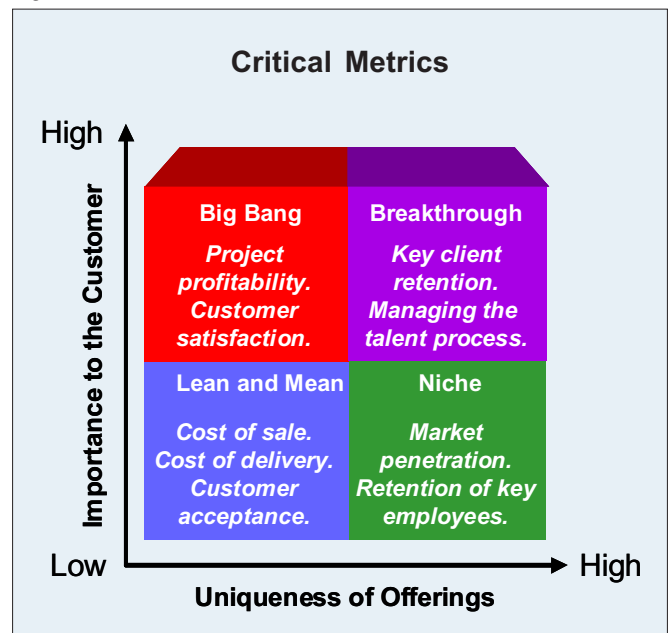 Critical Metrics
High
Importance to the Customer
Big Bang
Project
profitability.
Customer
satisfaction.
Breakthrough
Key client
retention.
Managing the
talent process.
Lean and Mean
Cost of sale.
Cost of delivery.
Customer
acceptance.
Niche
Market
penetration.
Retention of key
employees.
Low
High
Uniqueness of Offerings